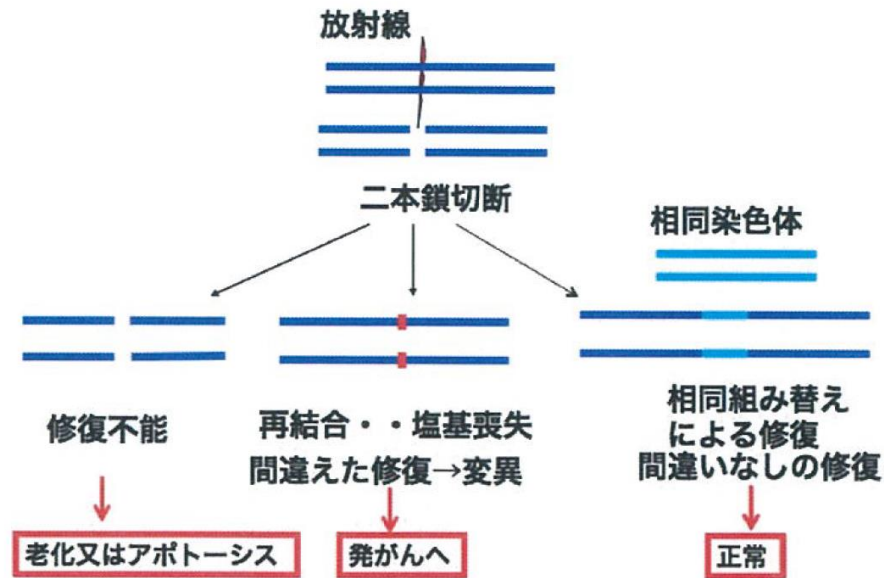 放射線
二本鎖切断
相同染色体
修復不能
再結合・・塩基喪失
間違えた修復→変異
相同組み替え
による修復
間違いなしの修復
老化又はアポトーシス
発がんへ
正常